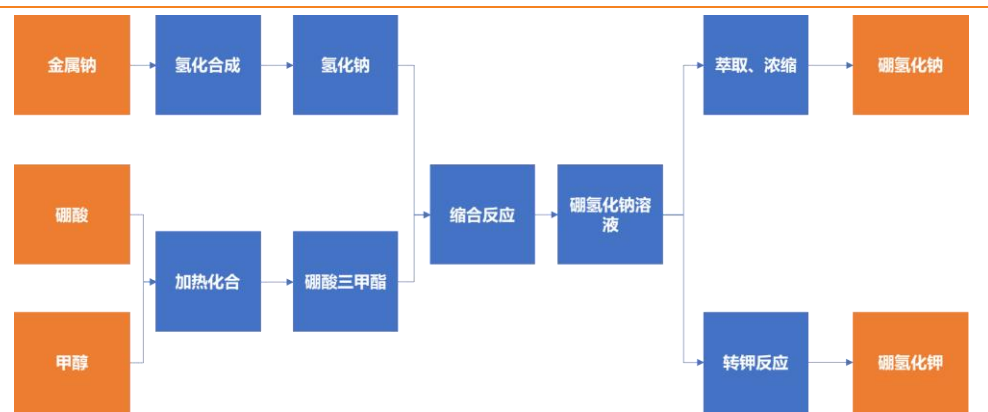 金属钠
氢化合成
氢化钠
萃取、浓缩
硼氢化钠
硼酸
缩合反应
硼氢化钠溶
液
加热化合
硼酸三甲酯
甲醇
转钾反应
硼氢化钾